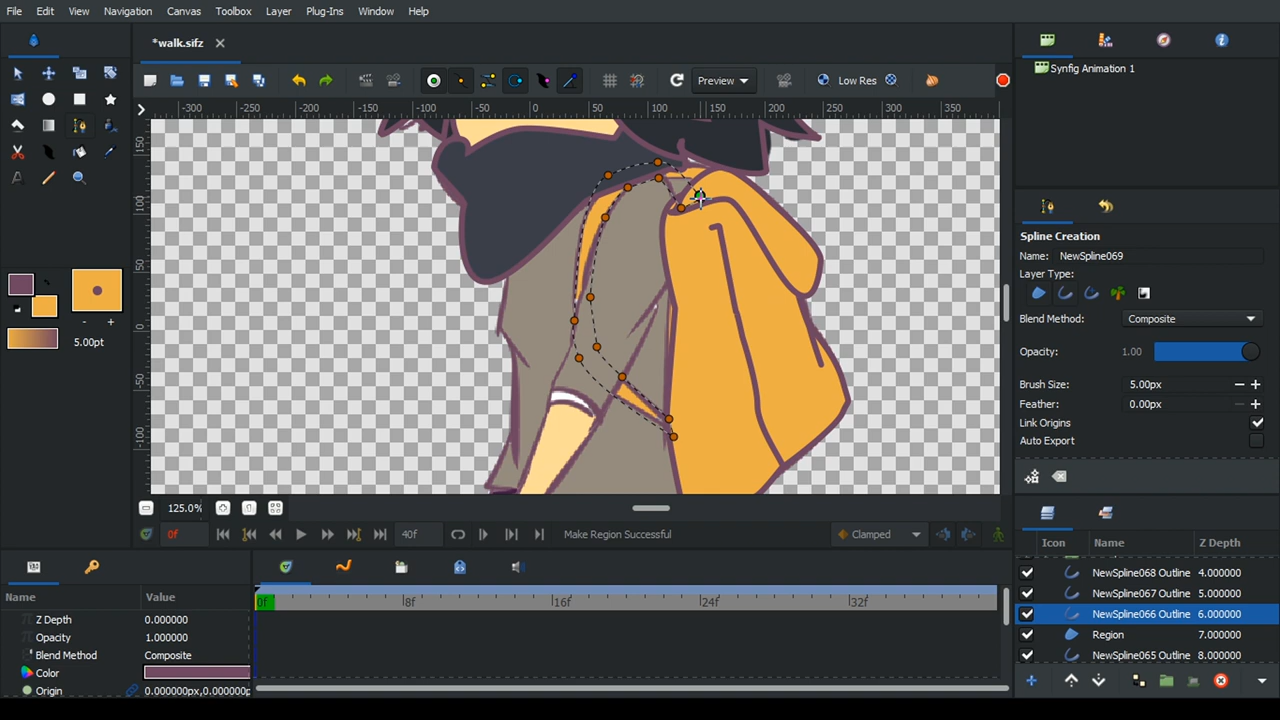 File Edit View Navigation Canvas Toolbox Layer Plug-Ins Window Help
*walk.sifz
Preview Low Res
Synfig Animation 1
-300 -250 -200 -150 -100 -50 0 50 100 150 200 250 300 350
150
100
50
0
-50
-100
5.00pt
Spline Creation
Name: NewSpline069
Layer Type:
Blend Method: Composite
Opacity: 1.00
Brush Size: 5.00px
Feather: 0.00px
Link Origins
Auto Export
125.0%
0f 40f Make Region Successful Clamped
Icon Name Z Depth
NewSpline068 Outline 4.000000
NewSpline067 Outline 5.000000
NewSpline066 Outline 6.000000
Region 7.000000
NewSpline065 Outline 8.000000
Name Value
Z Depth 0.000000
Opacity 1.000000
Blend Method Composite
Color
Origin 0.000000px,0.000000p
0f 8f 16f 24f 32f